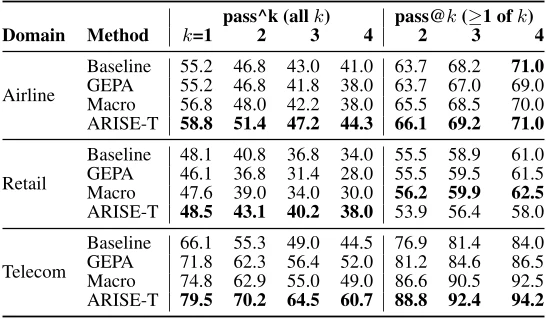 pass^k (all k) pass@k (≥1 of k)
Domain Method k=1 2 3 4 2 3 4
Baseline 55.2 46.8 43.0 41.0 63.7 68.2 71.0
GEPA 55.2 46.8 41.8 38.0 63.7 67.0 69.0
Airline
Macro 56.8 48.0 42.2 38.0 65.5 68.5 70.0
ARISE-T 58.8 51.4 47.2 44.3 66.1 69.2 71.0
Baseline 48.1 40.8 36.8 34.0 55.5 58.9 61.0
GEPA 46.1 36.8 31.4 28.0 55.5 59.5 61.5
Retail
Macro 47.6 39.0 34.0 30.0 56.2 59.9 62.5
ARISE-T 48.5 43.1 40.2 38.0 53.9 56.4 58.0
Baseline 66.1 55.3 49.0 44.5 76.9 81.4 84.0
GEPA 71.8 62.3 56.4 52.0 81.2 84.6 86.5
Telecom
Macro 74.8 62.9 55.0 49.0 86.6 90.5 92.5
ARISE-T 79.5 70.2 64.5 60.7 88.8 92.4 94.2